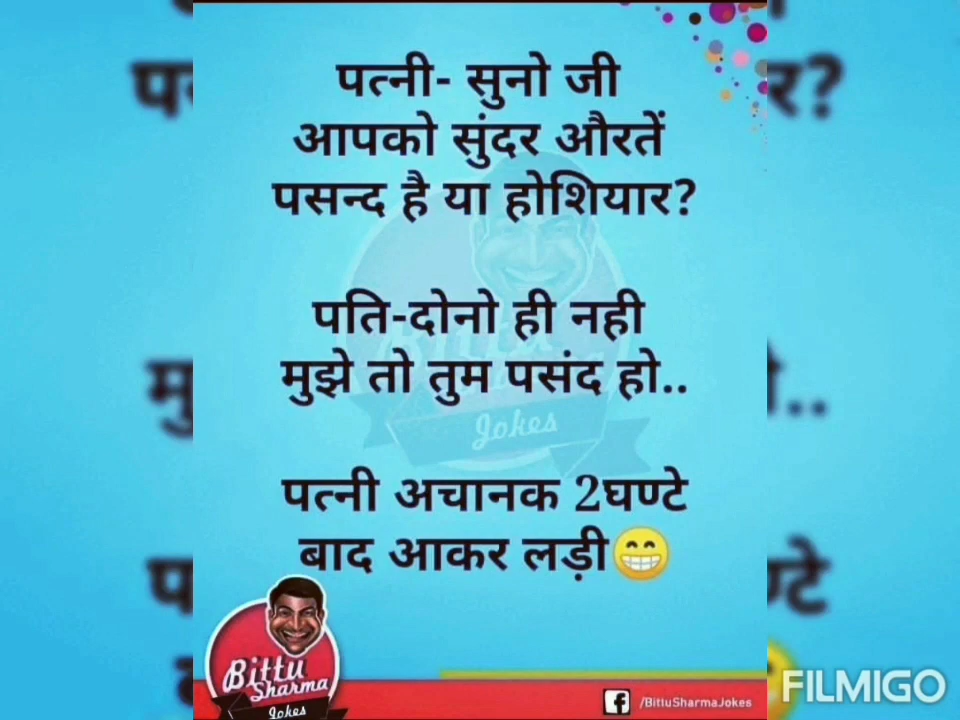 पत्नी- सुनो जी
आपको सुंदर औरतें
पसन्द है या होशियार?
पति-दोनो ही नही
मुझे तो तुम पसंद हो..
Jokes
पत्नी अचानक 2घण्टे
बाद आकर लड़ी😁
Bittu
Sharma
Jokes
f /BittuSharmaJokes
FILMIGO